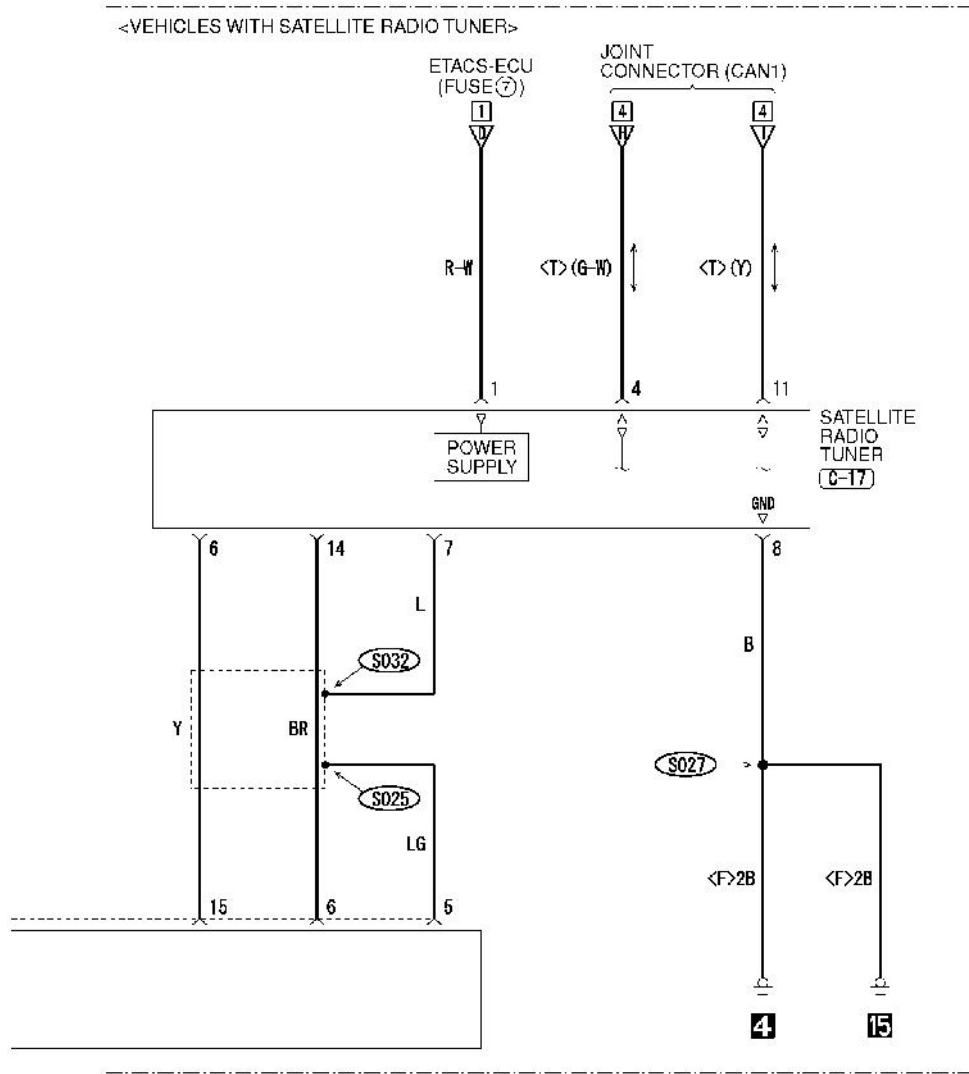 <VEHICLES WITH SATELLITE RADIO TUNER>
ETACS-ECU
(FUSE⑦)
JOINT
CONNECTOR (CAN1)
1
4
4
D
H
I
R-W
<T>(G-W)
<T>(Y)
1
4
11
POWER
SUPPLY
SATELLITE
RADIO
TUNER
C-17
GND
6
14
7
8
L
B
S032
Y
BR
S027
S025
LG
<F>2B
<F>2B
15
6
5
4
15